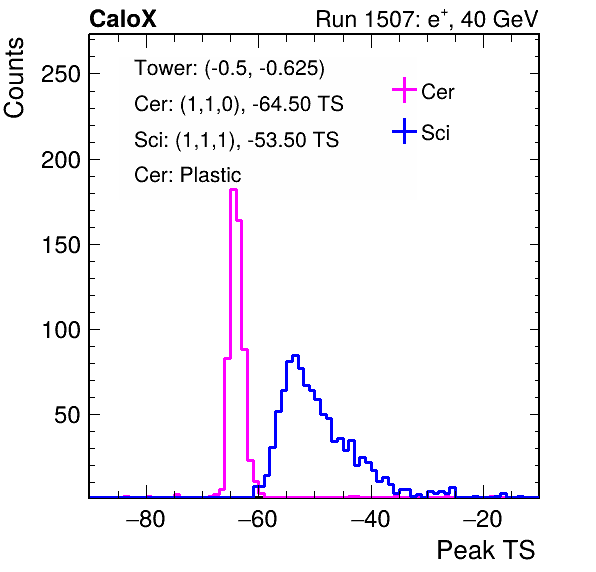 CaloX Run 1507: e⁺, 40 GeV
Counts
Tower: (-0.5, -0.625)
Cer: (1,1,0), -64.50 TS
Sci: (1,1,1), -53.50 TS
Cer: Plastic
Cer
Sci
250
200
150
100
50
−80 −60 −40 −20
Peak TS